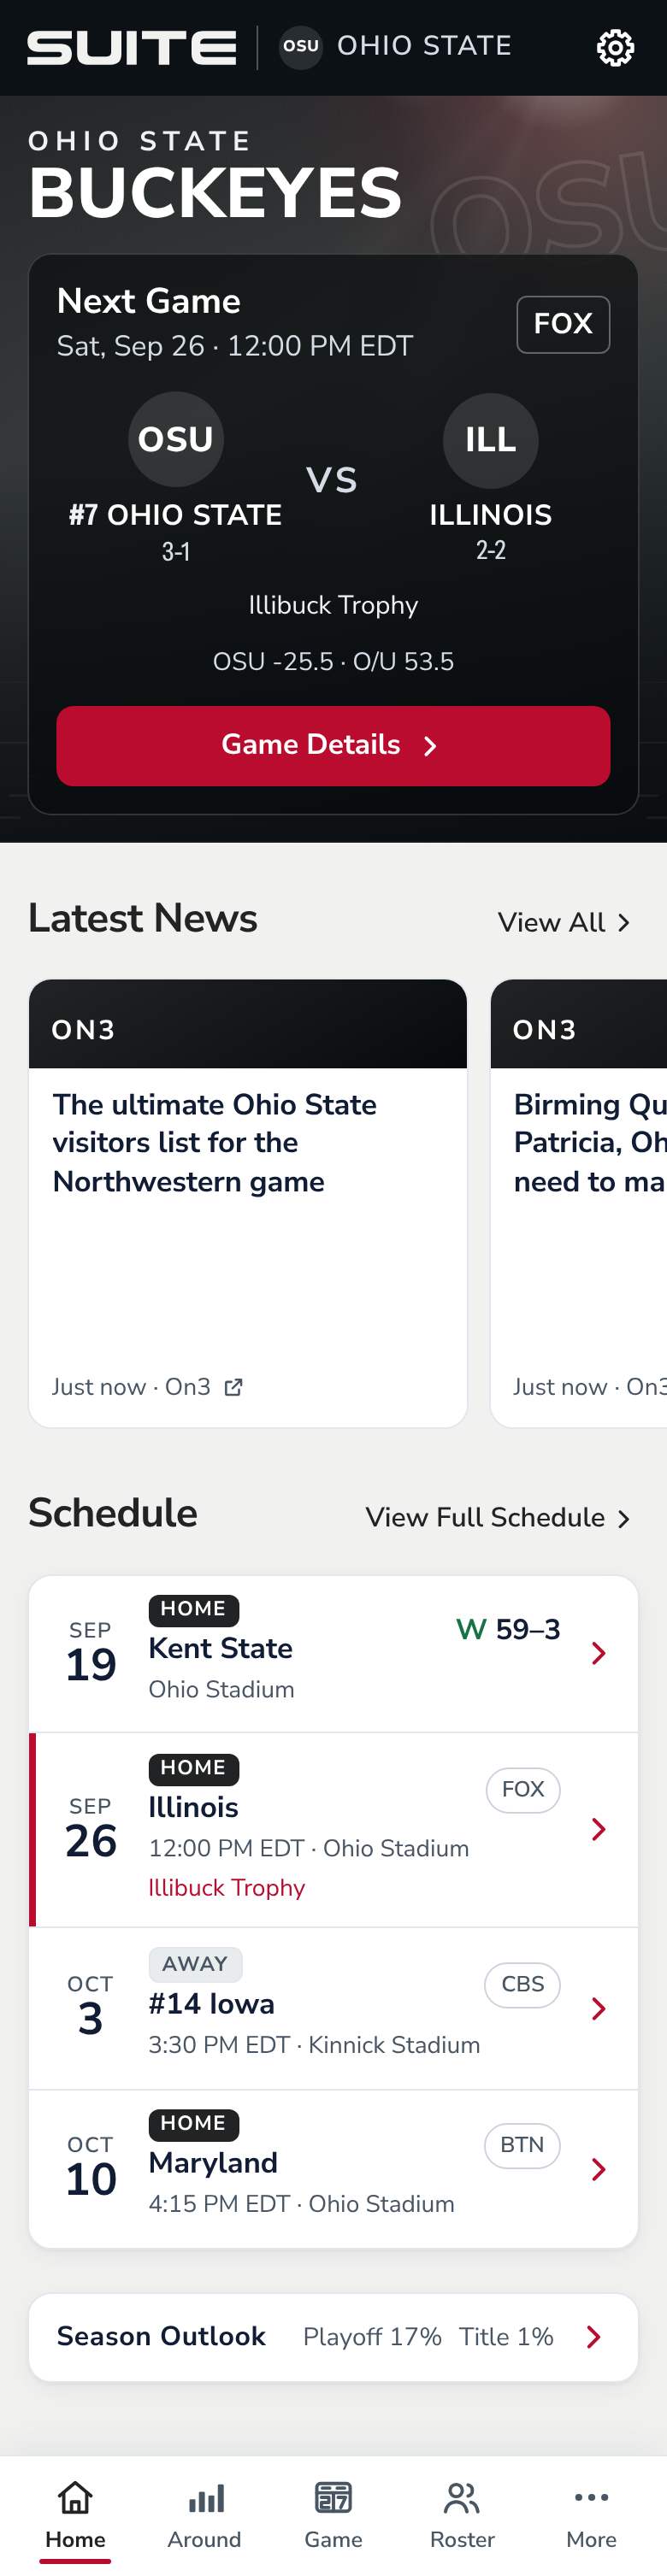 SUITE
OSU
OHIO STATE
OHIO STATE
BUCKEYES
OSU
Next Game
Sat, Sep 26 · 12:00 PM EDT
FOX
OSU
VS
ILL
#7 OHIO STATE
ILLINOIS
3-1
2-2
Illibuck Trophy
OSU -25.5 · O/U 53.5
Game Details
Latest News
View All
ON3
The ultimate Ohio State
visitors list for the
Northwestern game
Just now · On3
ON3
Birming Qu
Patricia, Oh
need to ma
Just now · On3
Schedule
View Full Schedule
SEP
19
HOME
Kent State
Ohio Stadium
W 59–3
SEP
26
HOME
Illinois
12:00 PM EDT · Ohio Stadium
Illibuck Trophy
FOX
OCT
3
AWAY
#14 Iowa
3:30 PM EDT · Kinnick Stadium
CBS
OCT
10
HOME
Maryland
4:15 PM EDT · Ohio Stadium
BTN
Season Outlook
Playoff 17%
Title 1%
Home
Around
27
Game
Roster
More